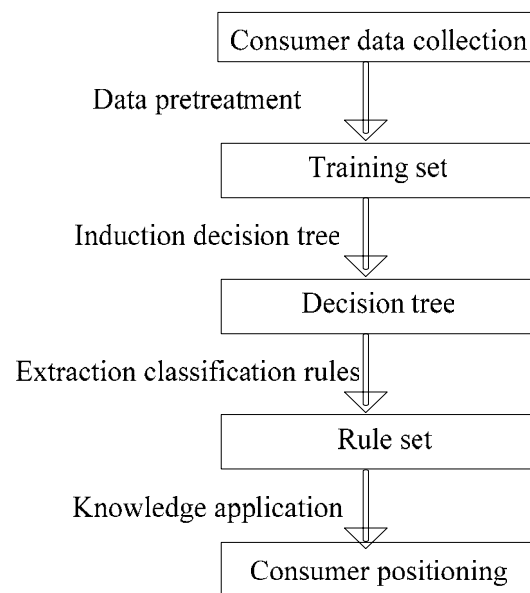 Consumer data collection
Data pretreatment
Training set
Induction decision tree
Decision tree
Extraction classification rules
Rule set
Knowledge application
Consumer positioning